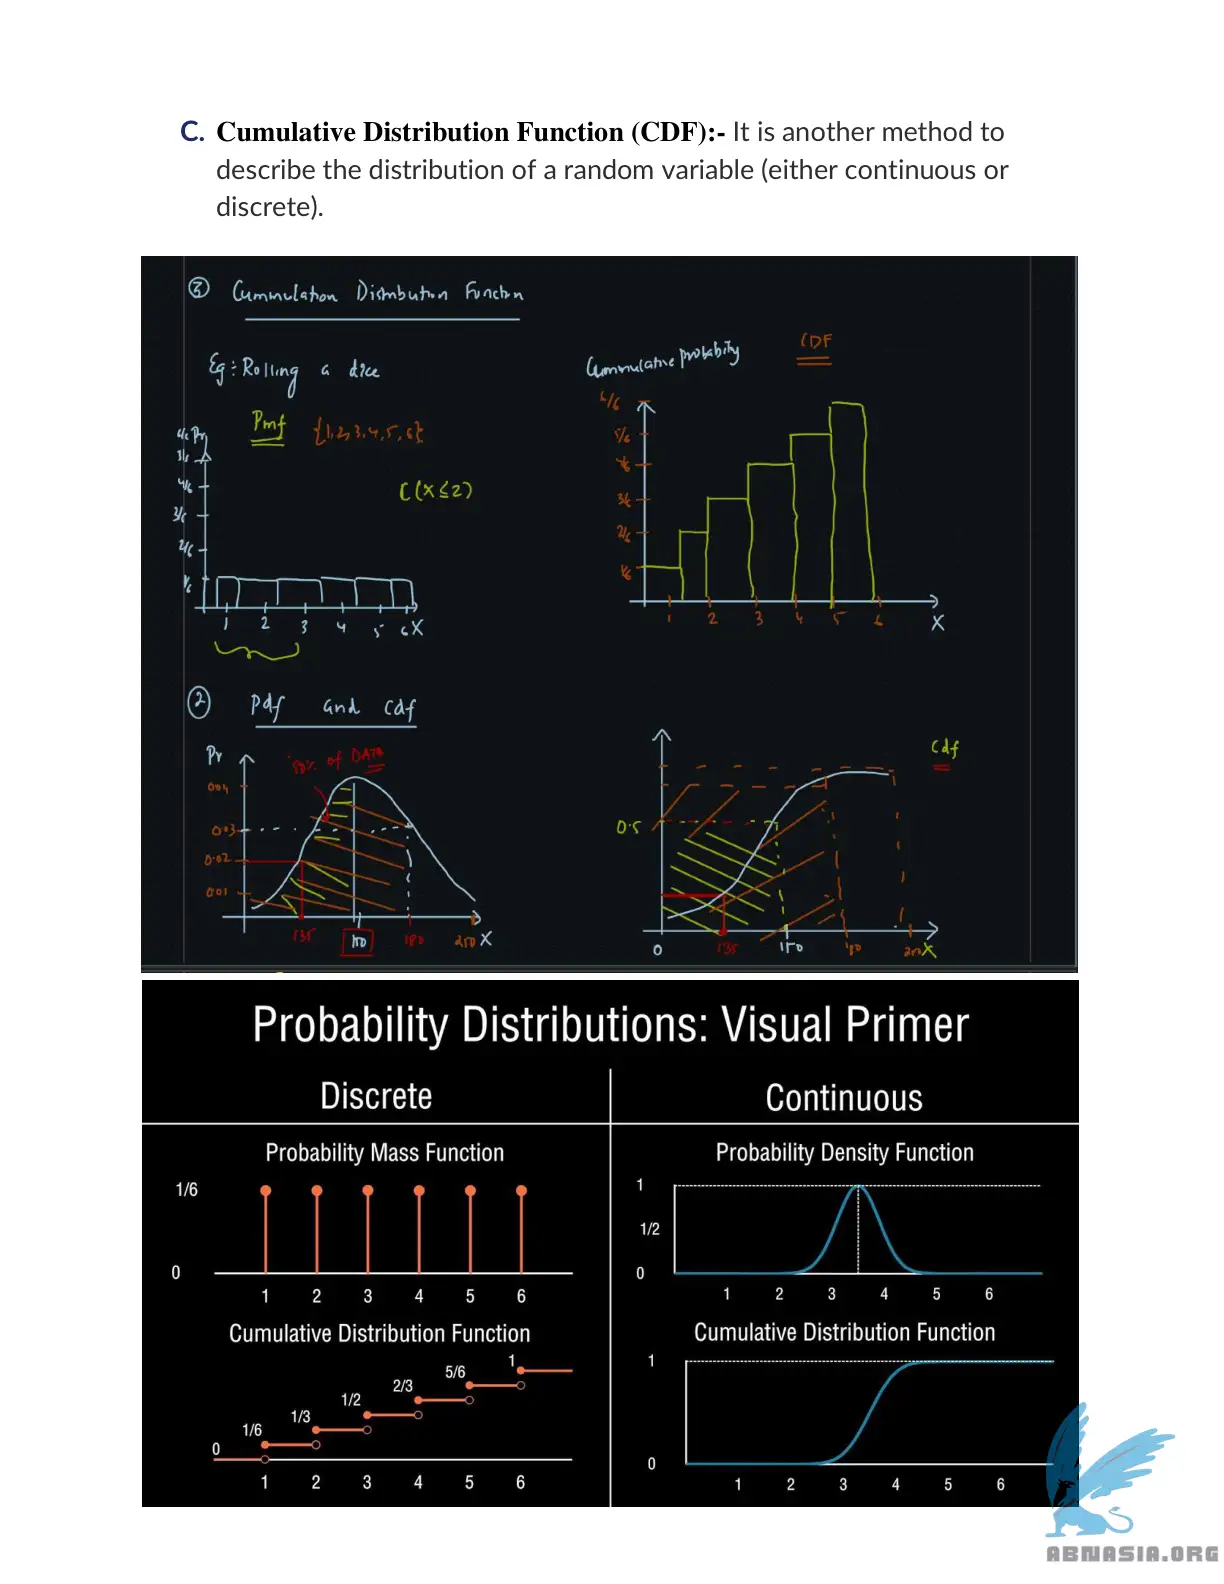 C. Cumulative Distribution Function (CDF):- It is another method to
describe the distribution of a random variable (either continuous or
discrete).
③ Cummulation Distribution Function
Eg÷Rolling a dice
Cummulative probability CDF
Pmf {1,2,3,4,5,6}
Pr
(X≤2)
4/6
3/6
2/6
1/6
1 2 3 4 5 6 X
6/6
5/6
4/6
3/6
2/6
1/6
1 2 3 4 5 6 X
② Pdf and Cdf
Pr
50% of DATA
0.04
0.03
0.02
0.01
135 150 180 X
Cdf
0.5
0 135 150 X
Probability Distributions: Visual Primer
Discrete
Continuous
Probability Mass Function
1/6
0
1 2 3 4 5 6
Probability Density Function
1
1/2
0
1 2 3 4 5 6
Cumulative Distribution Function
0 1/6 1/3 1/2 2/3 5/6 1
1 2 3 4 5 6
Cumulative Distribution Function
1
0
1 2 3 4 5 6
ABNASIA.ORG